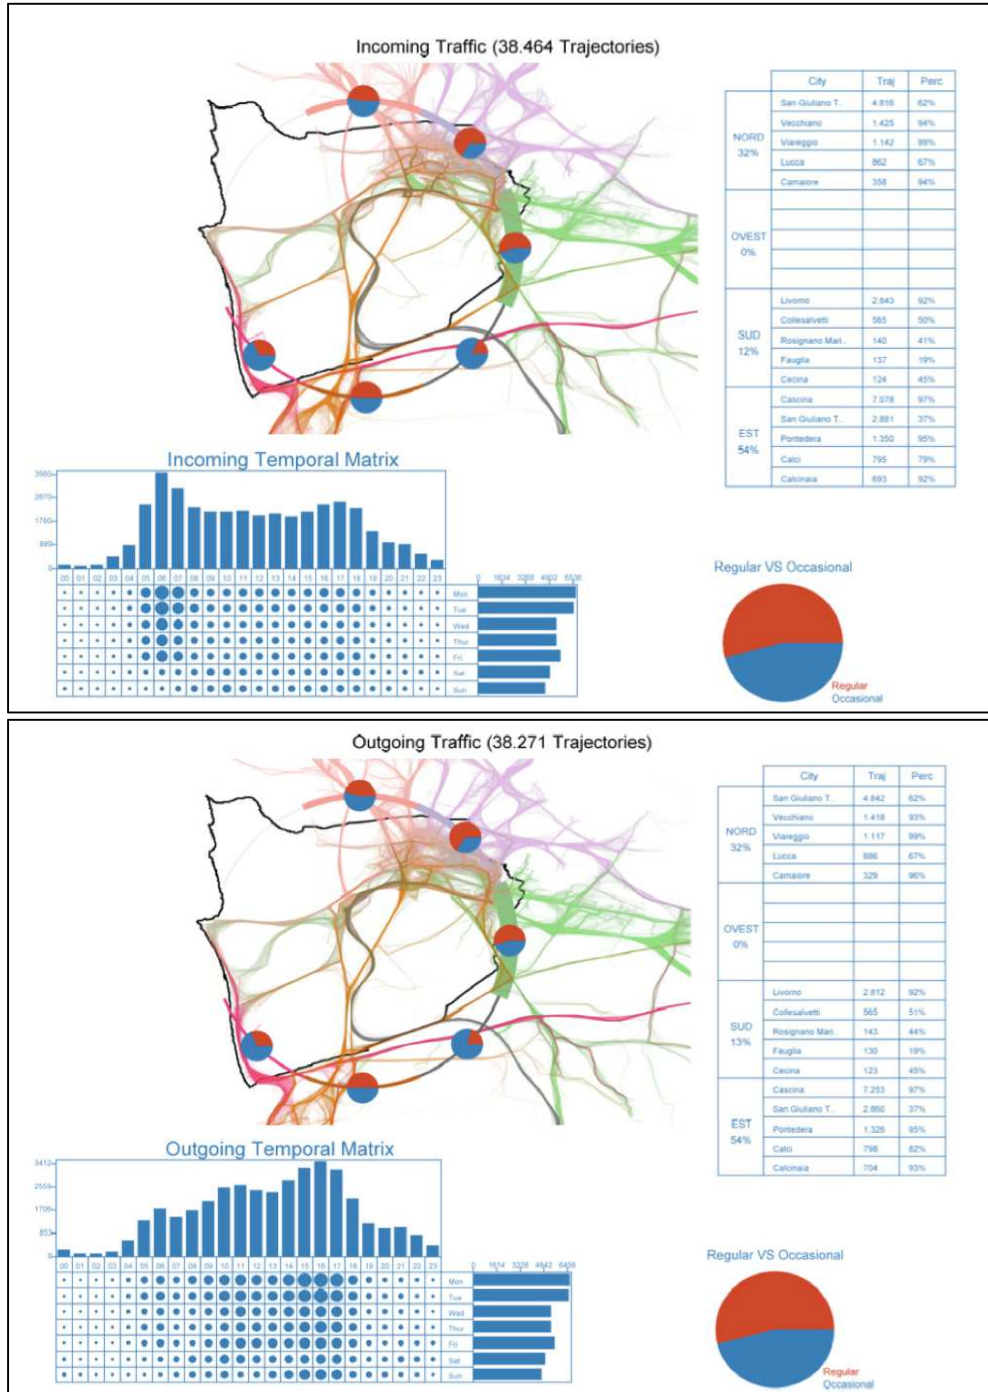 Incoming Traffic (38.464 Trajectories)
City Traj Perc
NORD 32%
San Giuliano T.. 4.816 62%
Vecchiano 1.425 94%
Viareggio 1.142 99%
Lucca 862 67%
Camaiore 358 94%
OVEST 0%
SUD 12%
Livorno 2.843 92%
Collesalvetti 565 50%
Rosignano Mari.. 140 41%
Fauglia 137 19%
Cecina 124 45%
EST 54%
Cascina 7.078 97%
San Giuliano T.. 2.881 37%
Pontedera 1.350 95%
Calci 795 79%
Calcinaia 693 92%
Incoming Temporal Matrix
3560
2670
1780
890
0
00 01 02 03 04 05 06 07 08 09 10 11 12 13 14 15 16 17 18 19 20 21 22 23
0 1634 3268 4902 6536
Mon
Tue
Wed
Thur
Fri
Sat
Sun
Regular VS Occasional
Regular
Occasional
Outgoing Traffic (38.271 Trajectories)
City Traj Perc
NORD 32%
San Giuliano T.. 4.842 62%
Vecchiano 1.418 93%
Viareggio 1.117 99%
Lucca 886 67%
Camaiore 329 96%
OVEST 0%
SUD 13%
Livorno 2.812 92%
Collesalvetti 565 51%
Rosignano Mari.. 143 44%
Fauglia 130 19%
Cecina 123 45%
EST 54%
Cascina 7.253 97%
San Giuliano T.. 2.860 37%
Pontedera 1.326 95%
Calci 798 82%
Calcinaia 704 93%
Outgoing Temporal Matrix
3412
2559
1706
853
0
00 01 02 03 04 05 06 07 08 09 10 11 12 13 14 15 16 17 18 19 20 21 22 23
0 1614 3228 4842 6456
Mon
Tue
Wed
Thur
Fri
Sat
Sun
Regular VS Occasional
Regular
Occasional